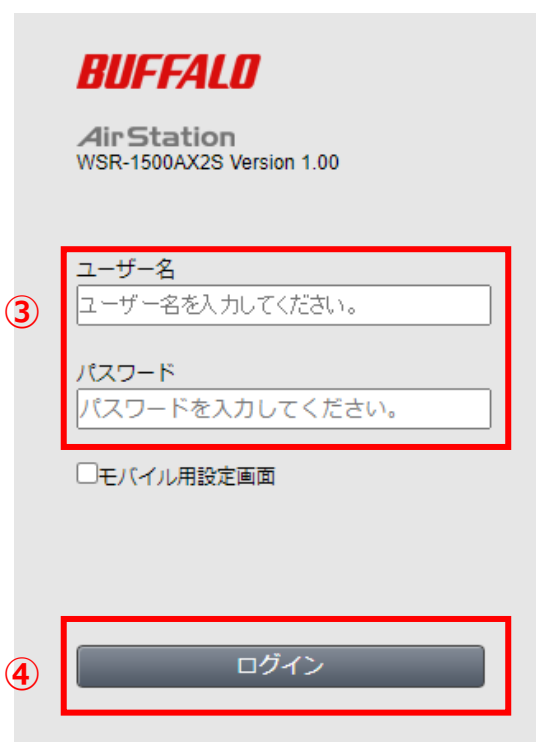 BUFFALO
AirStation
WSR-1500AX2S Version 1.00
ユーザー名
③
ユーザー名を入力してください。
パスワード
パスワードを入力してください。
モバイル用設定画面
④
ログイン